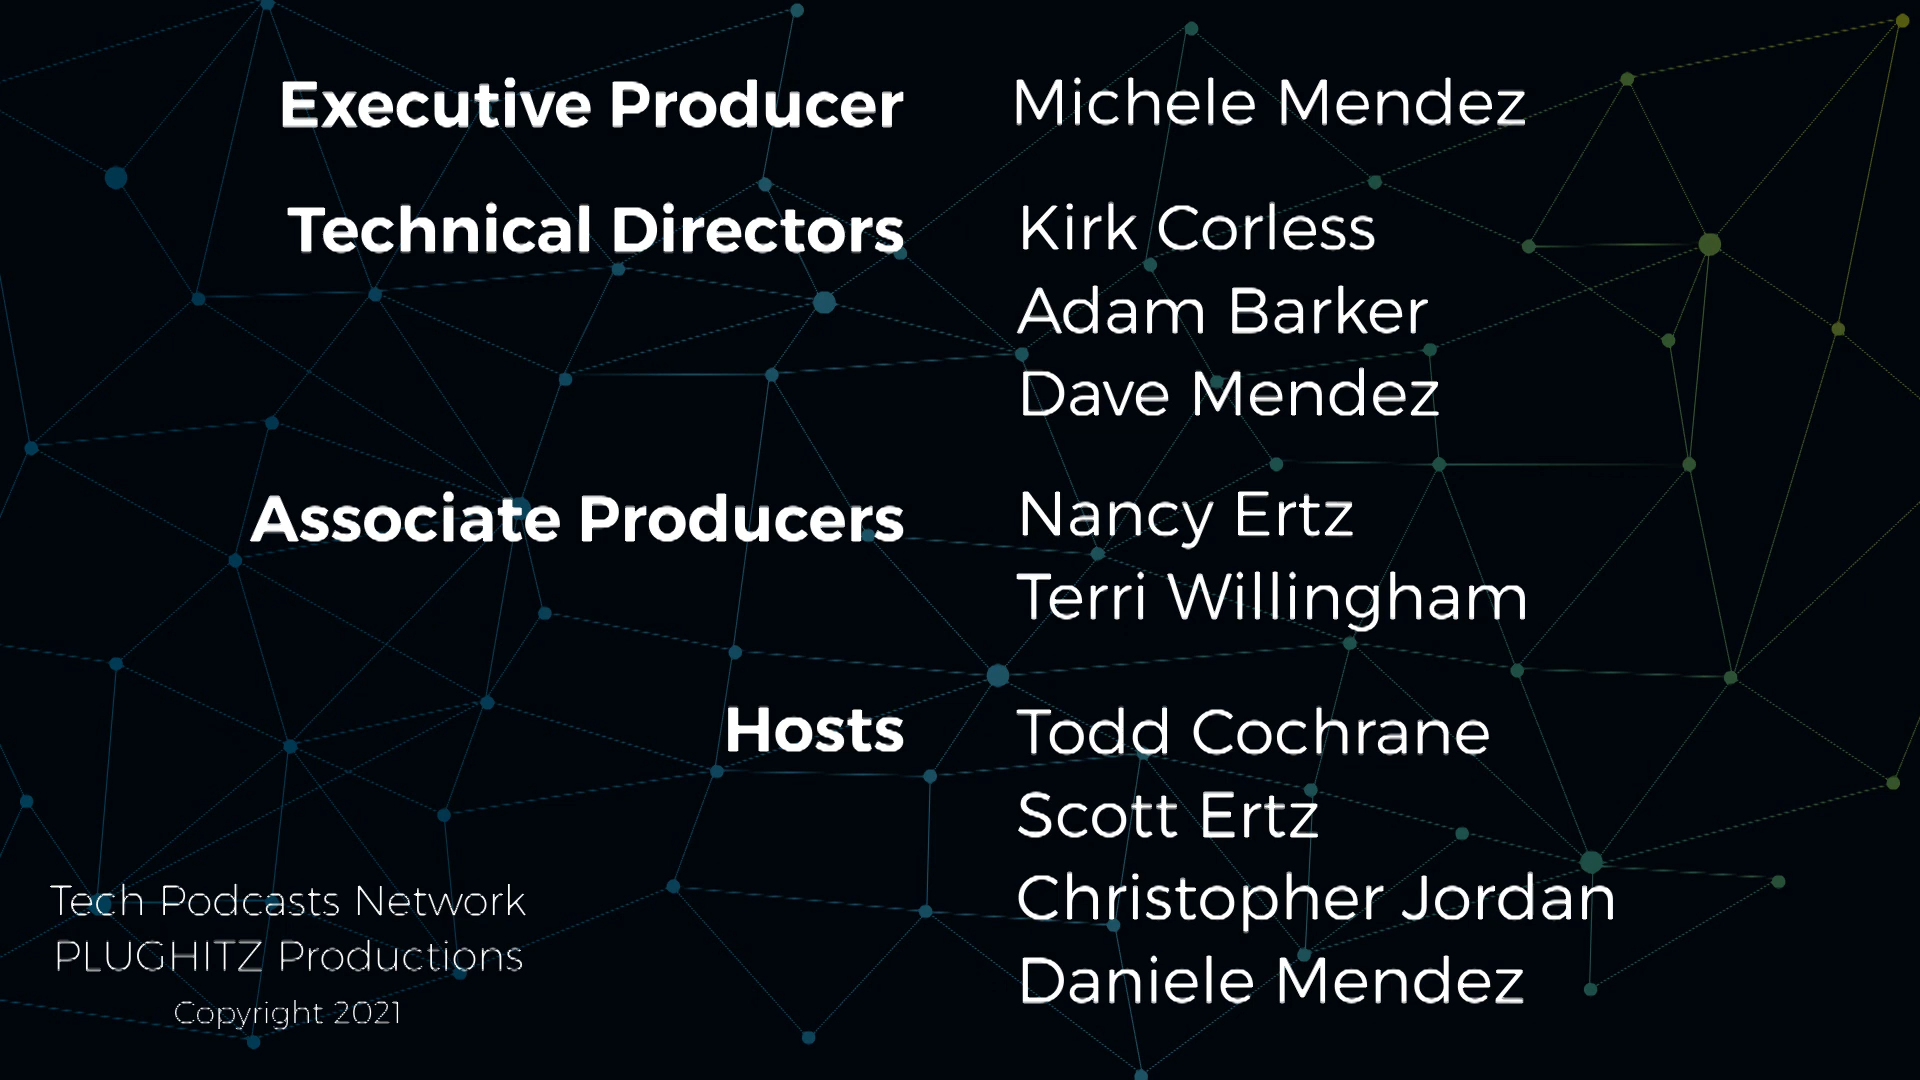 Executive Producer Michele Mendez
Technical Directors Kirk Corless
Adam Barker
Dave Mendez
Associate Producers Nancy Ertz
Terri Willingham
Hosts Todd Cochrane
Scott Ertz
Christopher Jordan
Daniele Mendez
Tech Podcasts Network
PLUGHITZ Productions
Copyright 2021